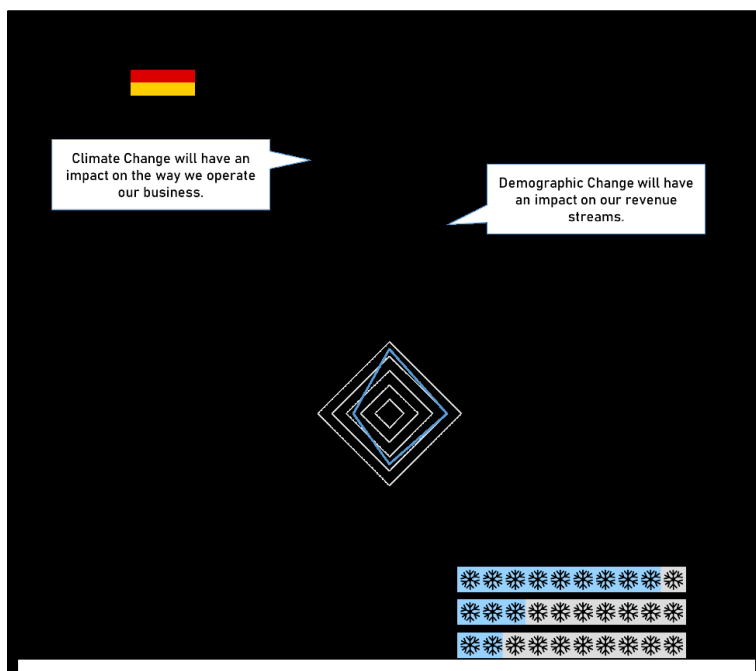 Climate Change will have an
impact on the way we operate
our business.
Demographic Change will have
an impact on our revenue
streams.